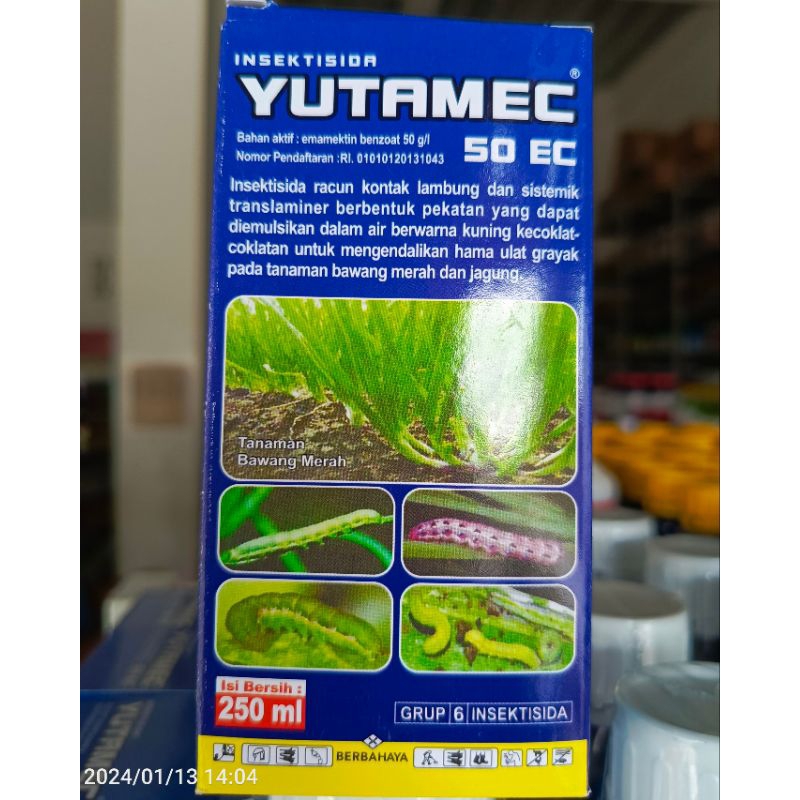 INSEKTISIDA
YUTAMEC®
50 EC
Bahan aktif : emamektin benzoat 50 g/l
Nomor Pendaftaran :RI. 01010120131043
Insektisida racun kontak lambung dan sistemik
translaminer berbentuk pekatan yang dapat
diemulsikan dalam air berwarna kuning kecoklat-
coklatan untuk mengendalikan hama ulat grayak
pada tanaman bawang merah dan jagung.
Tanaman
Bawang Merah
Isi Bersih :
250 ml
GRUP 6 INSEKTISIDA
BERBAHAYA
2024/01/13 14:04